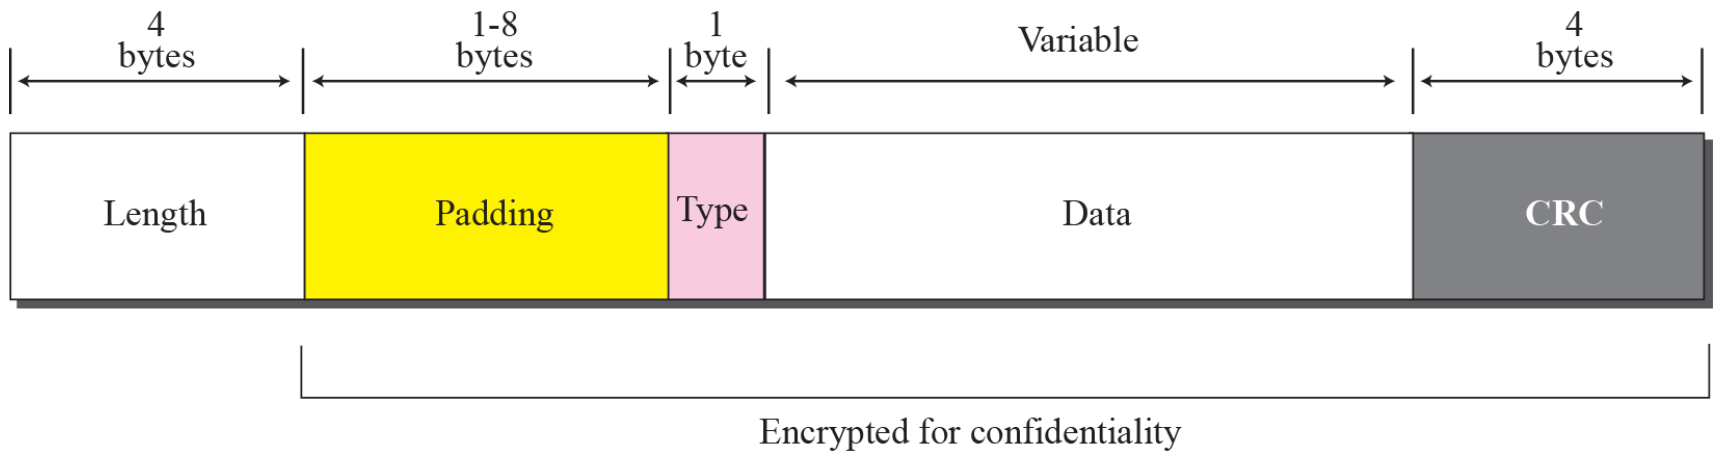 4
bytes
1-8
bytes
1
byte
Variable
4
bytes
Length
Padding
Type
Data
CRC
Encrypted for confidentiality